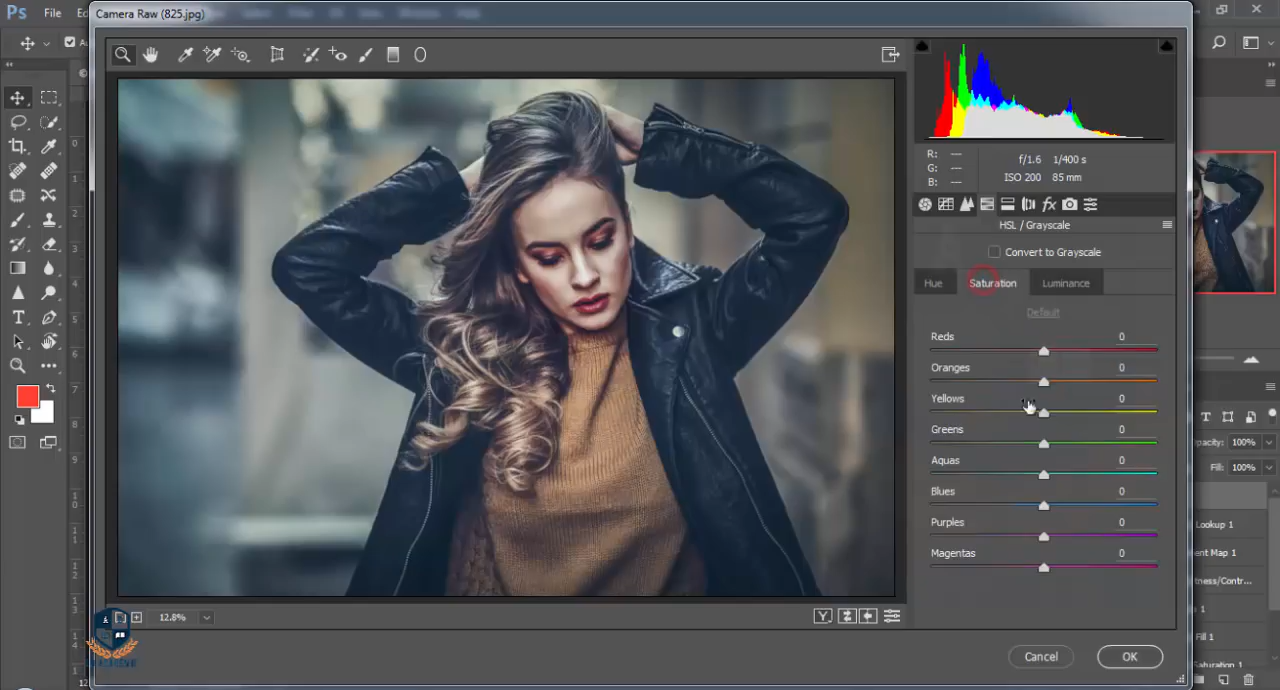 Ps File
Camera Raw (825.jpg)
R: ---
G: ---
B: ---
f/1.6 1/400 s
ISO 200 85 mm
HSL / Grayscale
Convert to Grayscale
Hue Saturation Luminance
Default
Reds 0
Oranges 0
Yellows 0
Greens 0
Aquas 0
Blues 0
Purples 0
Magentas 0
12.8%
Cancel OK
100%
Fill: 100%
Lookup 1
ent Map 1
tness/Contr...
Fill 1
Saturation 1